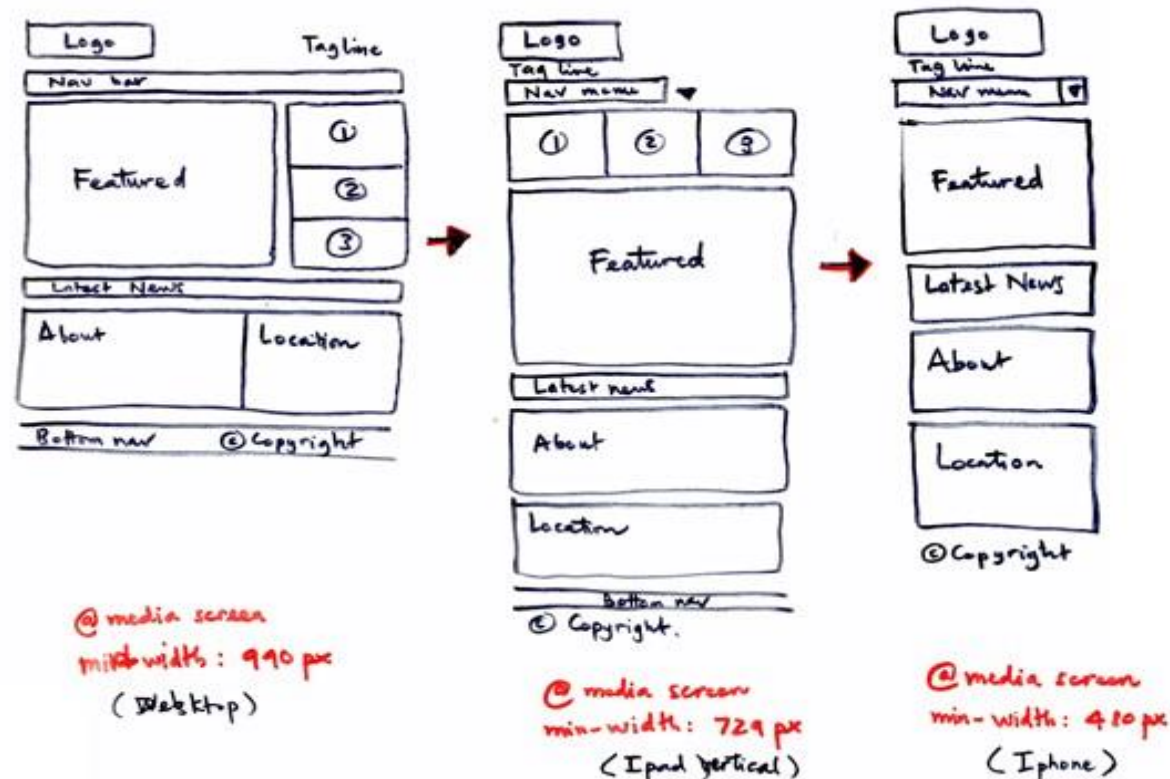 Logo
Tagline
Nav bar
Featured
1
2
3
Latest News
About
Location
Bottom nav © Copyright
@media screen
width: 990 px
(Desktop)
Logo
Tag line
Nav menu
1
2
3
Featured
Latest news
About
Location
Bottom nav
© Copyright.
@media screen
min-width: 729 px
(Ipad vertical)
Logo
Tag line
Nav menu
Featured
Latest News
About
Location
© Copyright
@media screen
min-width: 480 px
(Iphone)